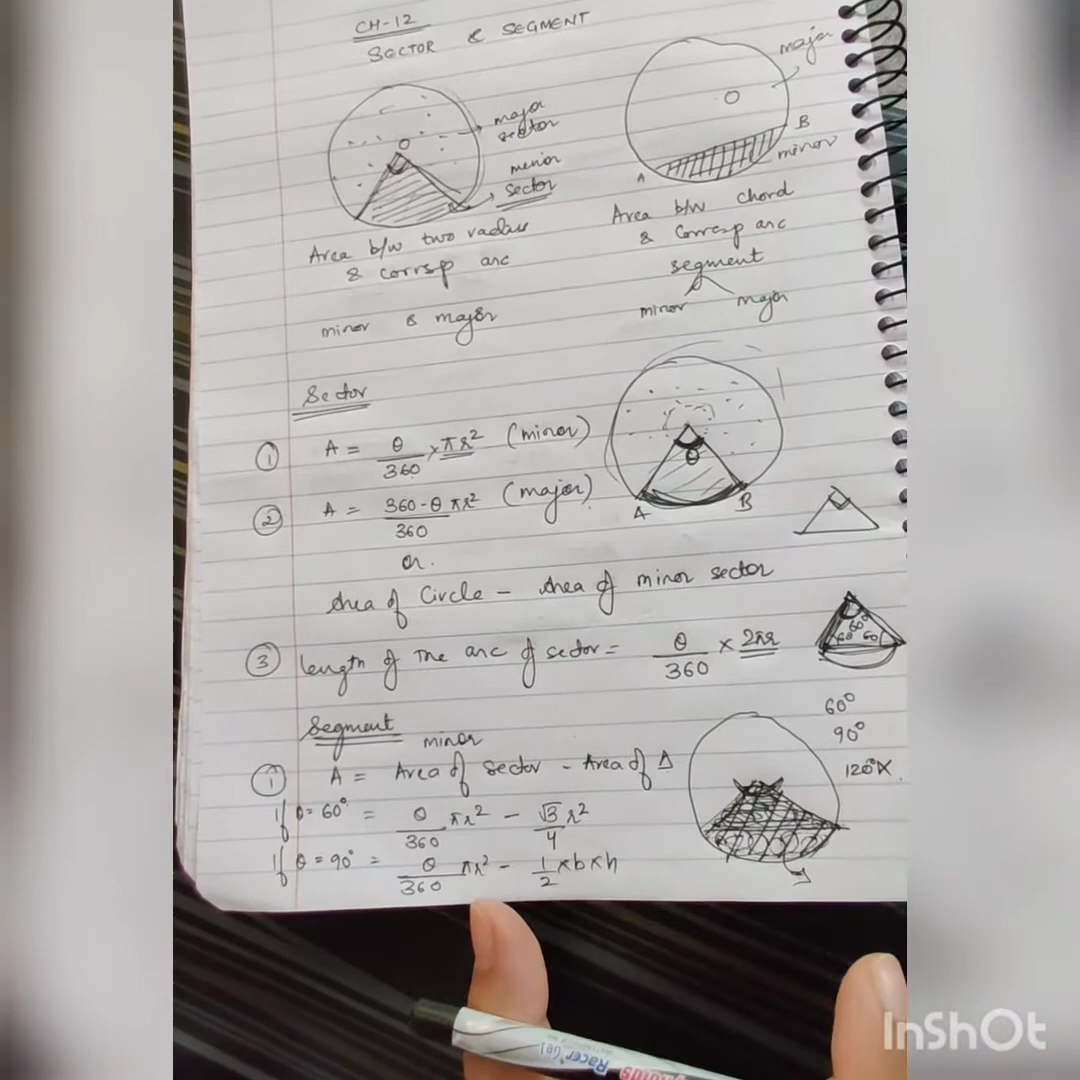 CH-12
SECTOR & SEGMENT
O
major
sector
minor
sector
Area b/w two radius
& corrsp arc
minor & major
O
major
B
minor
A
Area b/w chord
& corresp arc
segment
minor major
Sector
① A = θ/360 × πr² (minor)
② A = 360-θ/360 πr² (major)
or
Area of Circle - Area of minor sector
③ length of the arc of sector = θ/360 × 2πr
θ
A B
60°
60 60
Segment minor
① A = Area of Sector - Area of Δ
If θ = 60° = θ/360 πr² - √3/4 r²
If θ = 90° = θ/360 πr² - 1/2 × b × h
60°
90°
120° X
Racer Gel
InShOt